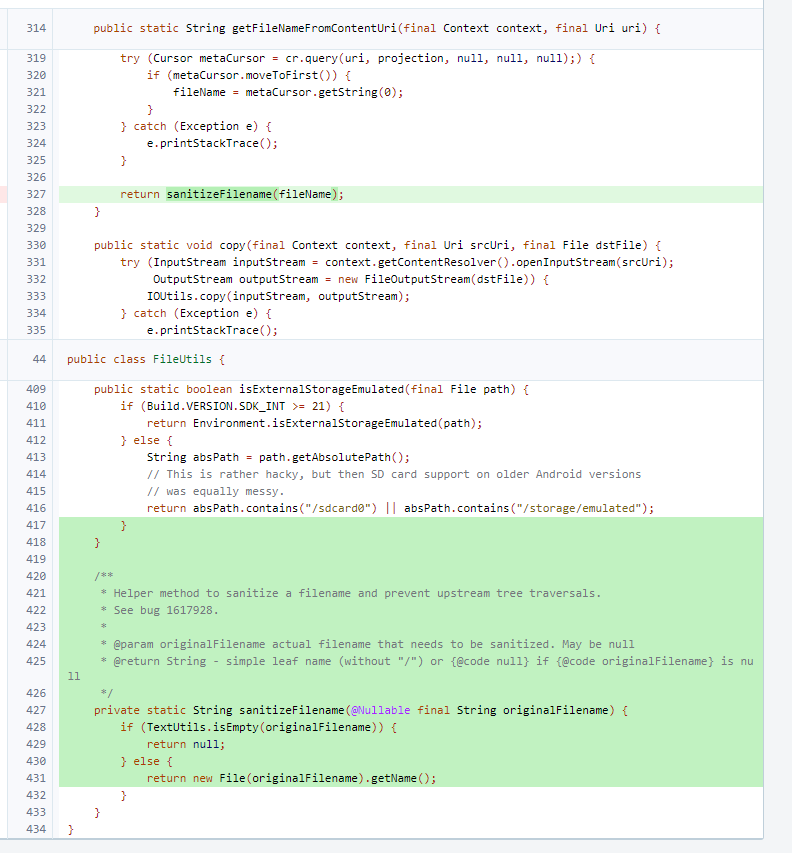 314 public static String getFileNameFromContentUri(final Context context, final Uri uri) {
319 try (Cursor metaCursor = cr.query(uri, projection, null, null, null);) {
320 if (metaCursor.moveToFirst()) {
321 fileName = metaCursor.getString(0);
322 }
323 } catch (Exception e) {
324 e.printStackTrace();
325 }
326
327 return sanitizeFilename(fileName);
328 }
329
330 public static void copy(final Context context, final Uri srcUri, final File dstFile) {
331 try (InputStream inputStream = context.getContentResolver().openInputStream(srcUri);
332 OutputStream outputStream = new FileOutputStream(dstFile)) {
333 IOUtils.copy(inputStream, outputStream);
334 } catch (Exception e) {
335 e.printStackTrace();
44 public class FileUtils {
409 public static boolean isExternalStorageEmulated(final File path) {
410 if (Build.VERSION.SDK_INT >= 21) {
411 return Environment.isExternalStorageEmulated(path);
412 } else {
413 String absPath = path.getAbsolutePath();
414 // This is rather hacky, but then SD card support on older Android versions
415 // was equally messy.
416 return absPath.contains("/sdcard0") || absPath.contains("/storage/emulated");
417 }
418 }
419
420 /**
421 * Helper method to sanitize a filename and prevent upstream tree traversals.
422 * See bug 1617928.
423 *
424 * @param originalFilename actual filename that needs to be sanitized. May be null
425 * @return String - simple leaf name (without "/") or {@code null} if {@code originalFilename} is nu
ll
426 */
427 private static String sanitizeFilename(@Nullable final String originalFilename) {
428 if (TextUtils.isEmpty(originalFilename)) {
429 return null;
430 } else {
431 return new File(originalFilename).getName();
432 }
433 }
434 }